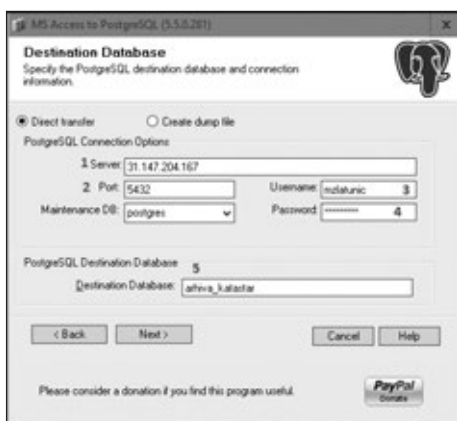 MS Access to PostgreSQL (5.5.0.281)
Destination Database
Specify the PostgreSQL destination database and connection
information.
Direct transfer
Create dump file
PostgreSQL Connection Options
1 Server: 31.147.204.167
2 Port: 5432
Username: mzlatunic 3
Maintenance DB: postgres
Password: 4
PostgreSQL Destination Database 5
Destination Database: arhiva_katastar
< Back
Next >
Cancel
Help
Please consider a donation if you find this program useful.
PayPal
Donate